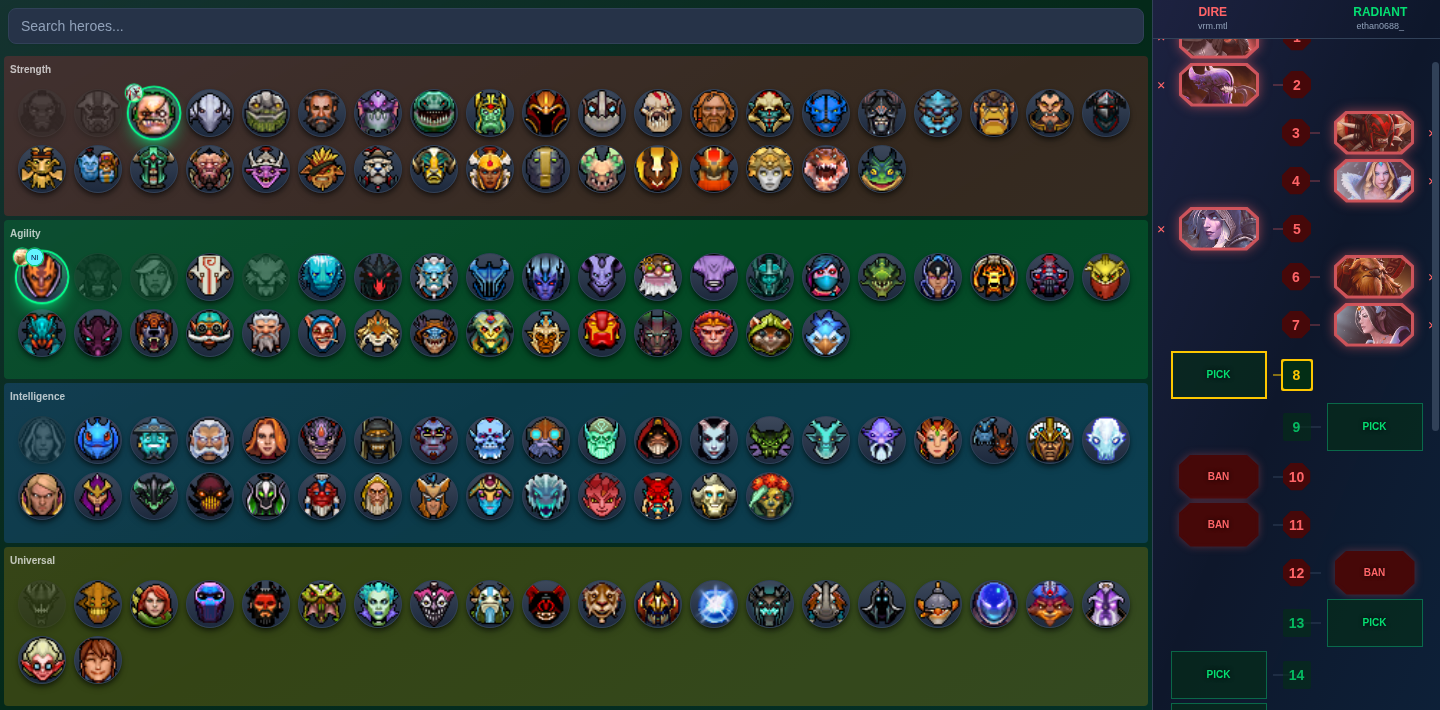 Search heroes...
DIRE
vrm.mtl
RADIANT
ethan0688_
Strength
Agility
NI
Intelligence
Universal
1
× 2
3
4
× 5
6
7
PICK 8
9 PICK
BAN 10
BAN 11
12 BAN
13 PICK
PICK 14